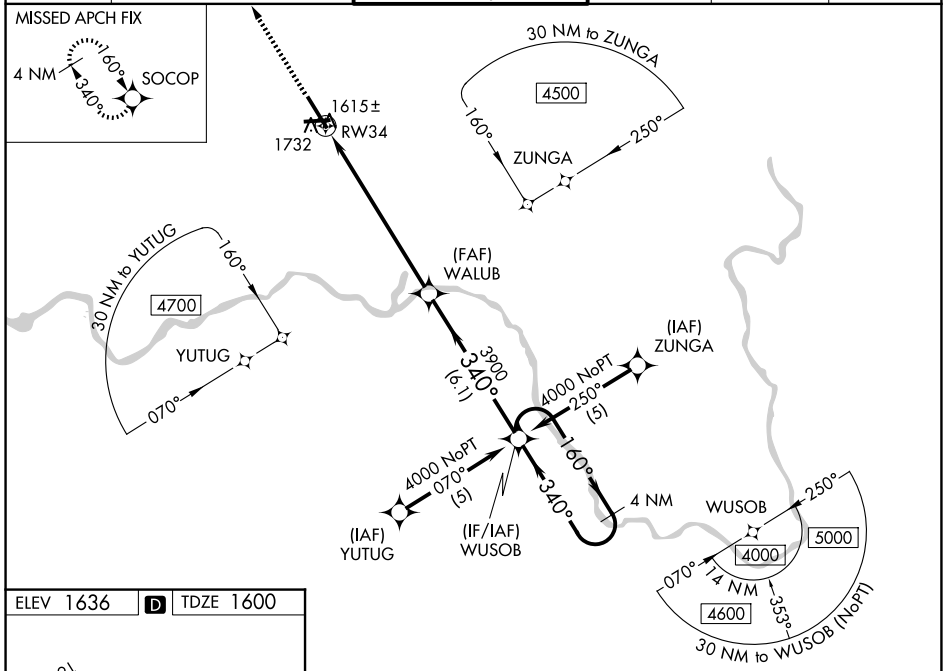 MISSED APCH FIX
4 NM
160°
340°
SOCOP
1615±
1732
RW34
30 NM to ZUNGA
4500
160°
250°
ZUNGA
30 NM to YUTUG
160°
4700
YUTUG
070°
(FAF)
WALUB
(IAF)
ZUNGA
3900
340°
(6.1)
4000 NoPT
250°
(5)
4000 NoPT
070°
(5)
160°
340°
4 NM
(IAF)
YUTUG
(IF/IAF)
WUSOB
WUSOB
250°
5000
4000
070°
14 NM
4600
353°
30 NM to WUSOB (NoPT)
ELEV 1636
D
TDZE 1600